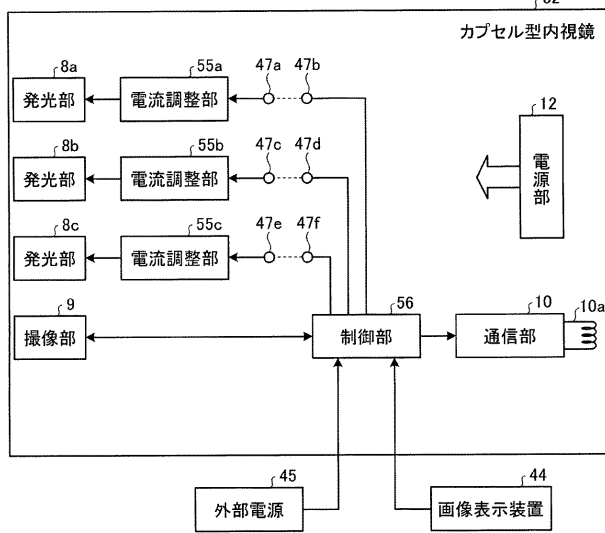 カプセル型内視鏡
8a
55a
47a
47b
発光部
電流調整部
12
電源部
8b
55b
47c
47d
発光部
電流調整部
8c
55c
47e
47f
発光部
電流調整部
9
56
10
10a
撮像部
制御部
通信部
45
44
外部電源
画像表示装置